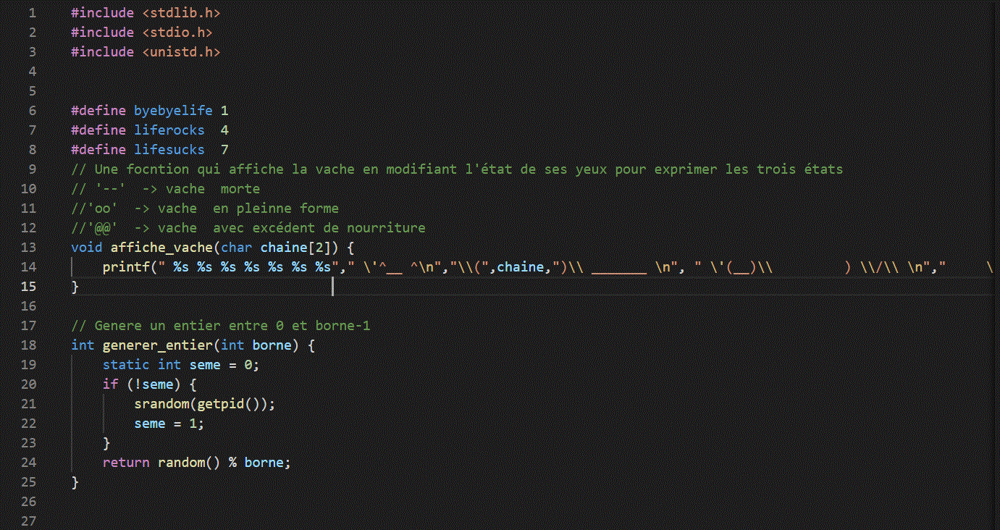 1 #include <stdlib.h>
2 #include <stdio.h>
3 #include <unistd.h>
4
5
6 #define byebyelife 1
7 #define liferocks  4
8 #define lifesucks  7
9 // Une focntion qui affiche la vache en modifiant l'état de ses yeux pour exprimer les trois états
10 // '--'  -> vache  morte
11 //'oo'  -> vache  en pleinne forme
12 //'@@'  -> vache  avec excédent de nourriture
13 void affiche_vache(char chaine[2]) {
14     printf(" %s %s %s %s %s %s %s"," \'^__ ^\n","\\(",chaine,")\\ _______ \n", " \'(__)\\         ) \\/\\ \n","     \
15 }
16
17 // Genere un entier entre 0 et borne-1
18 int generer_entier(int borne) {
19     static int seme = 0;
20     if (!seme) {
21         srandom(getpid());
22         seme = 1;
23     }
24     return random() % borne;
25 }
26
27